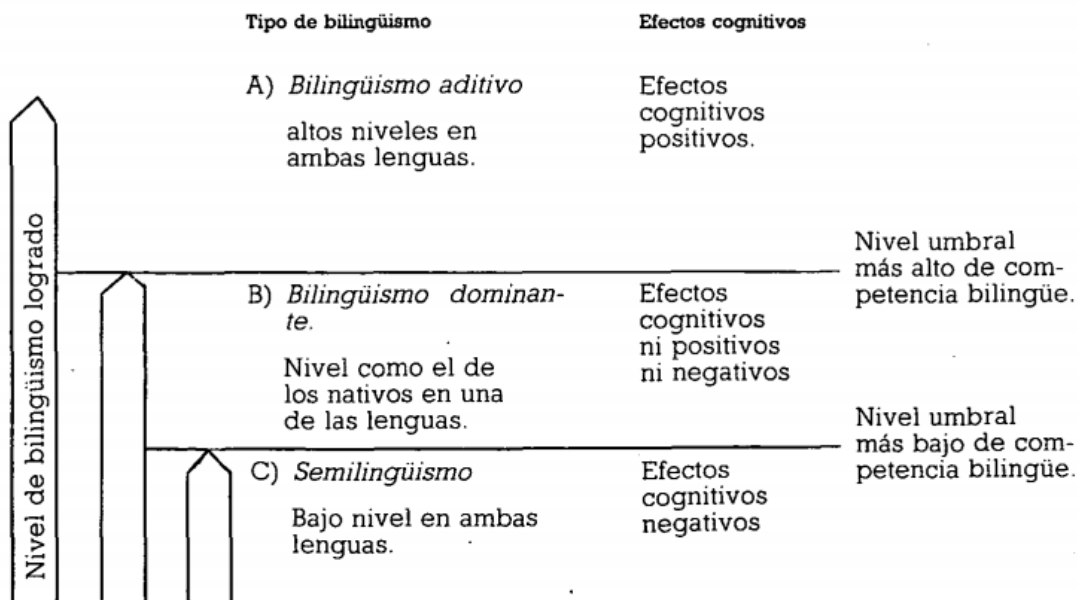 Tipo de bilingüismo
Efectos cognitivos
A) Bilingüismo aditivo
altos niveles en
ambas lenguas.
Efectos
cognitivos
positivos.
Nivel umbral
más alto de com-
petencia bilingüe.
B) Bilingüismo dominan-
te.
Nivel como el de
los nativos en una
de las lenguas.
Efectos
cognitivos
ni positivos
ni negativos
Nivel umbral
más bajo de com-
petencia bilingüe.
C) Semilingüismo
Bajo nivel en ambas
lenguas.
Efectos
cognitivos
negativos
Nivel de bilingüismo logrado